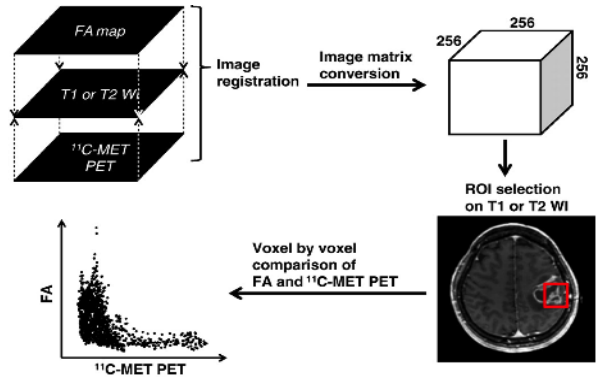 FA map
T1 or T2 WI
11C-MET
PET
Image
registration
Image matrix
conversion
256
256
256
ROI selection
on T1 or T2 WI
Voxel by voxel
comparison of
FA and 11C-MET PET
FA
11C-MET PET